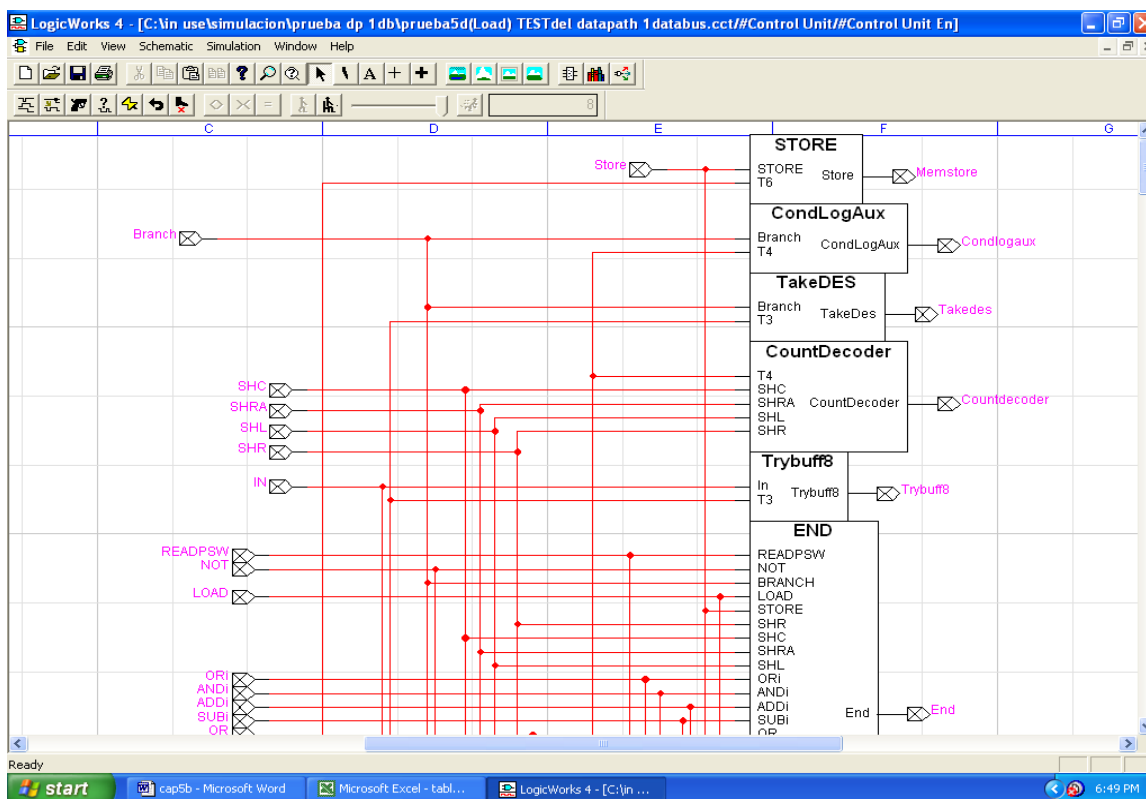 LogicWorks 4 - [C:\in use\simulacion\prueba dp 1db\prueba5d(Load) TESTdel datapath 1databus.cct/#Control Unit/#Control Unit En]
File Edit View Schematic Simulation Window Help
A
8
C D E F G
STORE
Store
STORE
T6
Store
Memstore
CondLogAux
Branch
Branch
T4
CondLogAux
Condlogaux
TakeDES
Branch
T3
TakeDes
Takedes
CountDecoder
T4
SHC
SHC
SHRA
SHRA
CountDecoder
Countdecoder
SHL
SHL
SHR
SHR
Trybuff8
IN
In
T3
Trybuff8
Trybuff8
END
READPSW
READPSW
NOT
NOT
BRANCH
LOAD
LOAD
STORE
SHR
SHC
SHRA
SHL
ORi
ORi
ANDi
ANDi
ADDi
ADDi
SUBi
SUBi
End
End
OR
OR
Ready
start
cap5b - Microsoft Word
Microsoft Excel - tabl...
LogicWorks 4 - [C:\in ...
6:49 PM